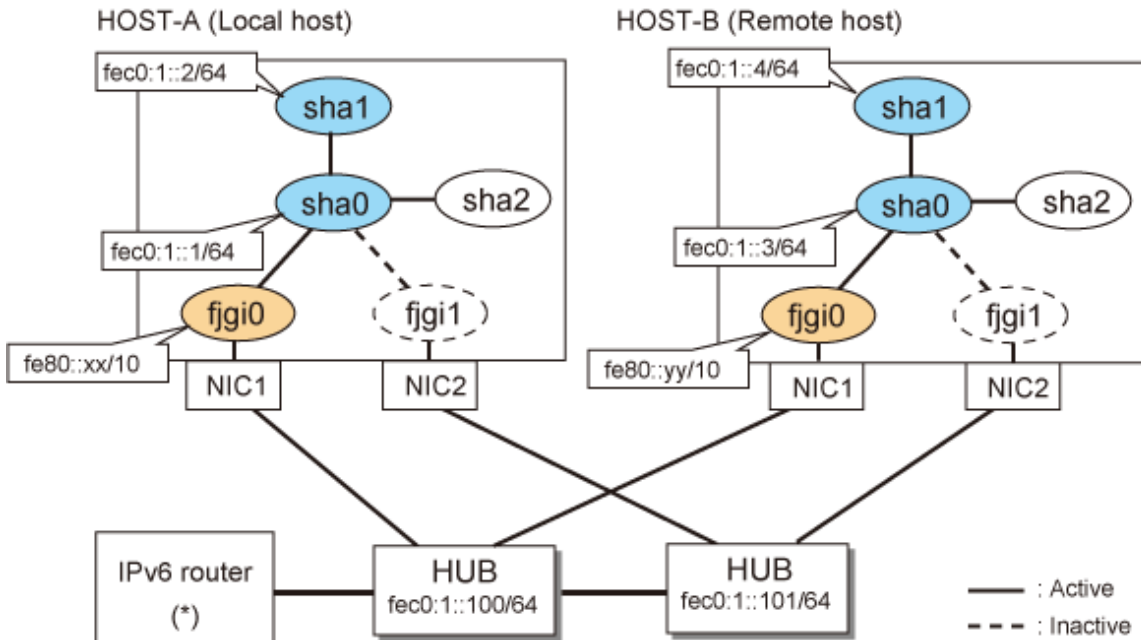 HOST-A (Local host)
HOST-B (Remote host)
fec0:1::2/64
sha1
fec0:1::4/64
sha1
sha0
sha2
sha0
sha2
fec0:1::1/64
fec0:1::3/64
fjgi0
fjgi1
fjgi0
fjgi1
fe80::xx/10
fe80::yy/10
NIC1
NIC2
NIC1
NIC2
IPv6 router
(*)
HUB
fec0:1::100/64
HUB
fec0:1::101/64
: Active
: Inactive